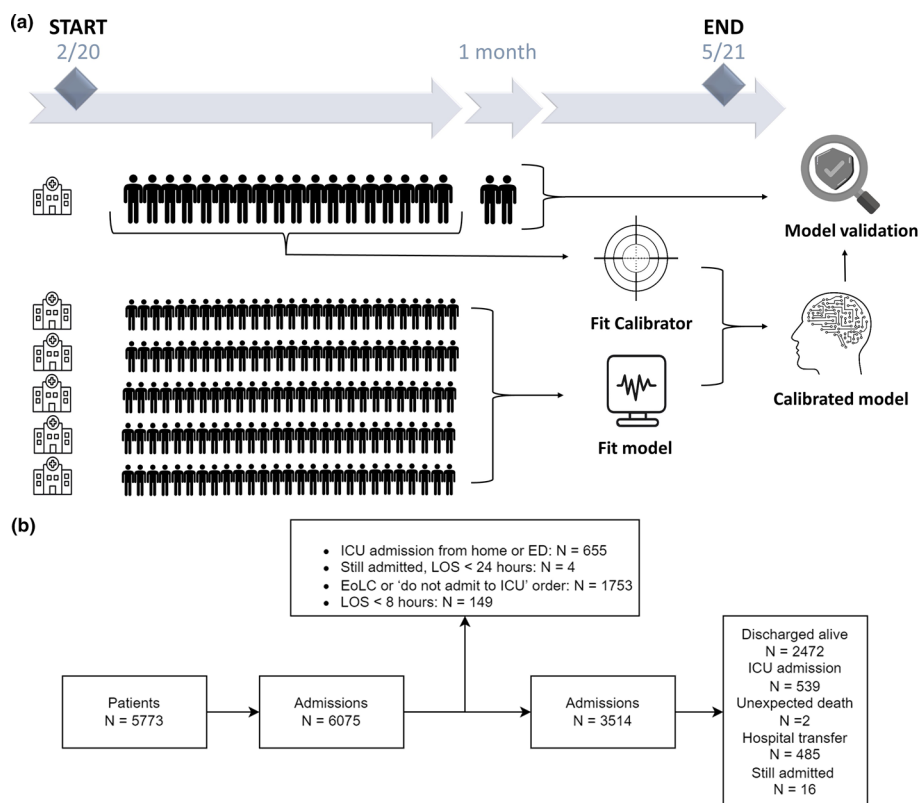 (a)
START
2/20
1 month
END
5/21
Model validation
Fit Calibrator
Calibrated model
Fit model
(b)
• ICU admission from home or ED: N = 655
• Still admitted, LOS < 24 hours: N = 4
• EoLC or 'do not admit to ICU' order: N = 1753
• LOS < 8 hours: N = 149
Patients
N = 5773
Admissions
N = 6075
Admissions
N = 3514
Discharged alive
N = 2472
ICU admission
N = 539
Unexpected death
N =2
Hospital transfer
N = 485
Still admitted
N = 16